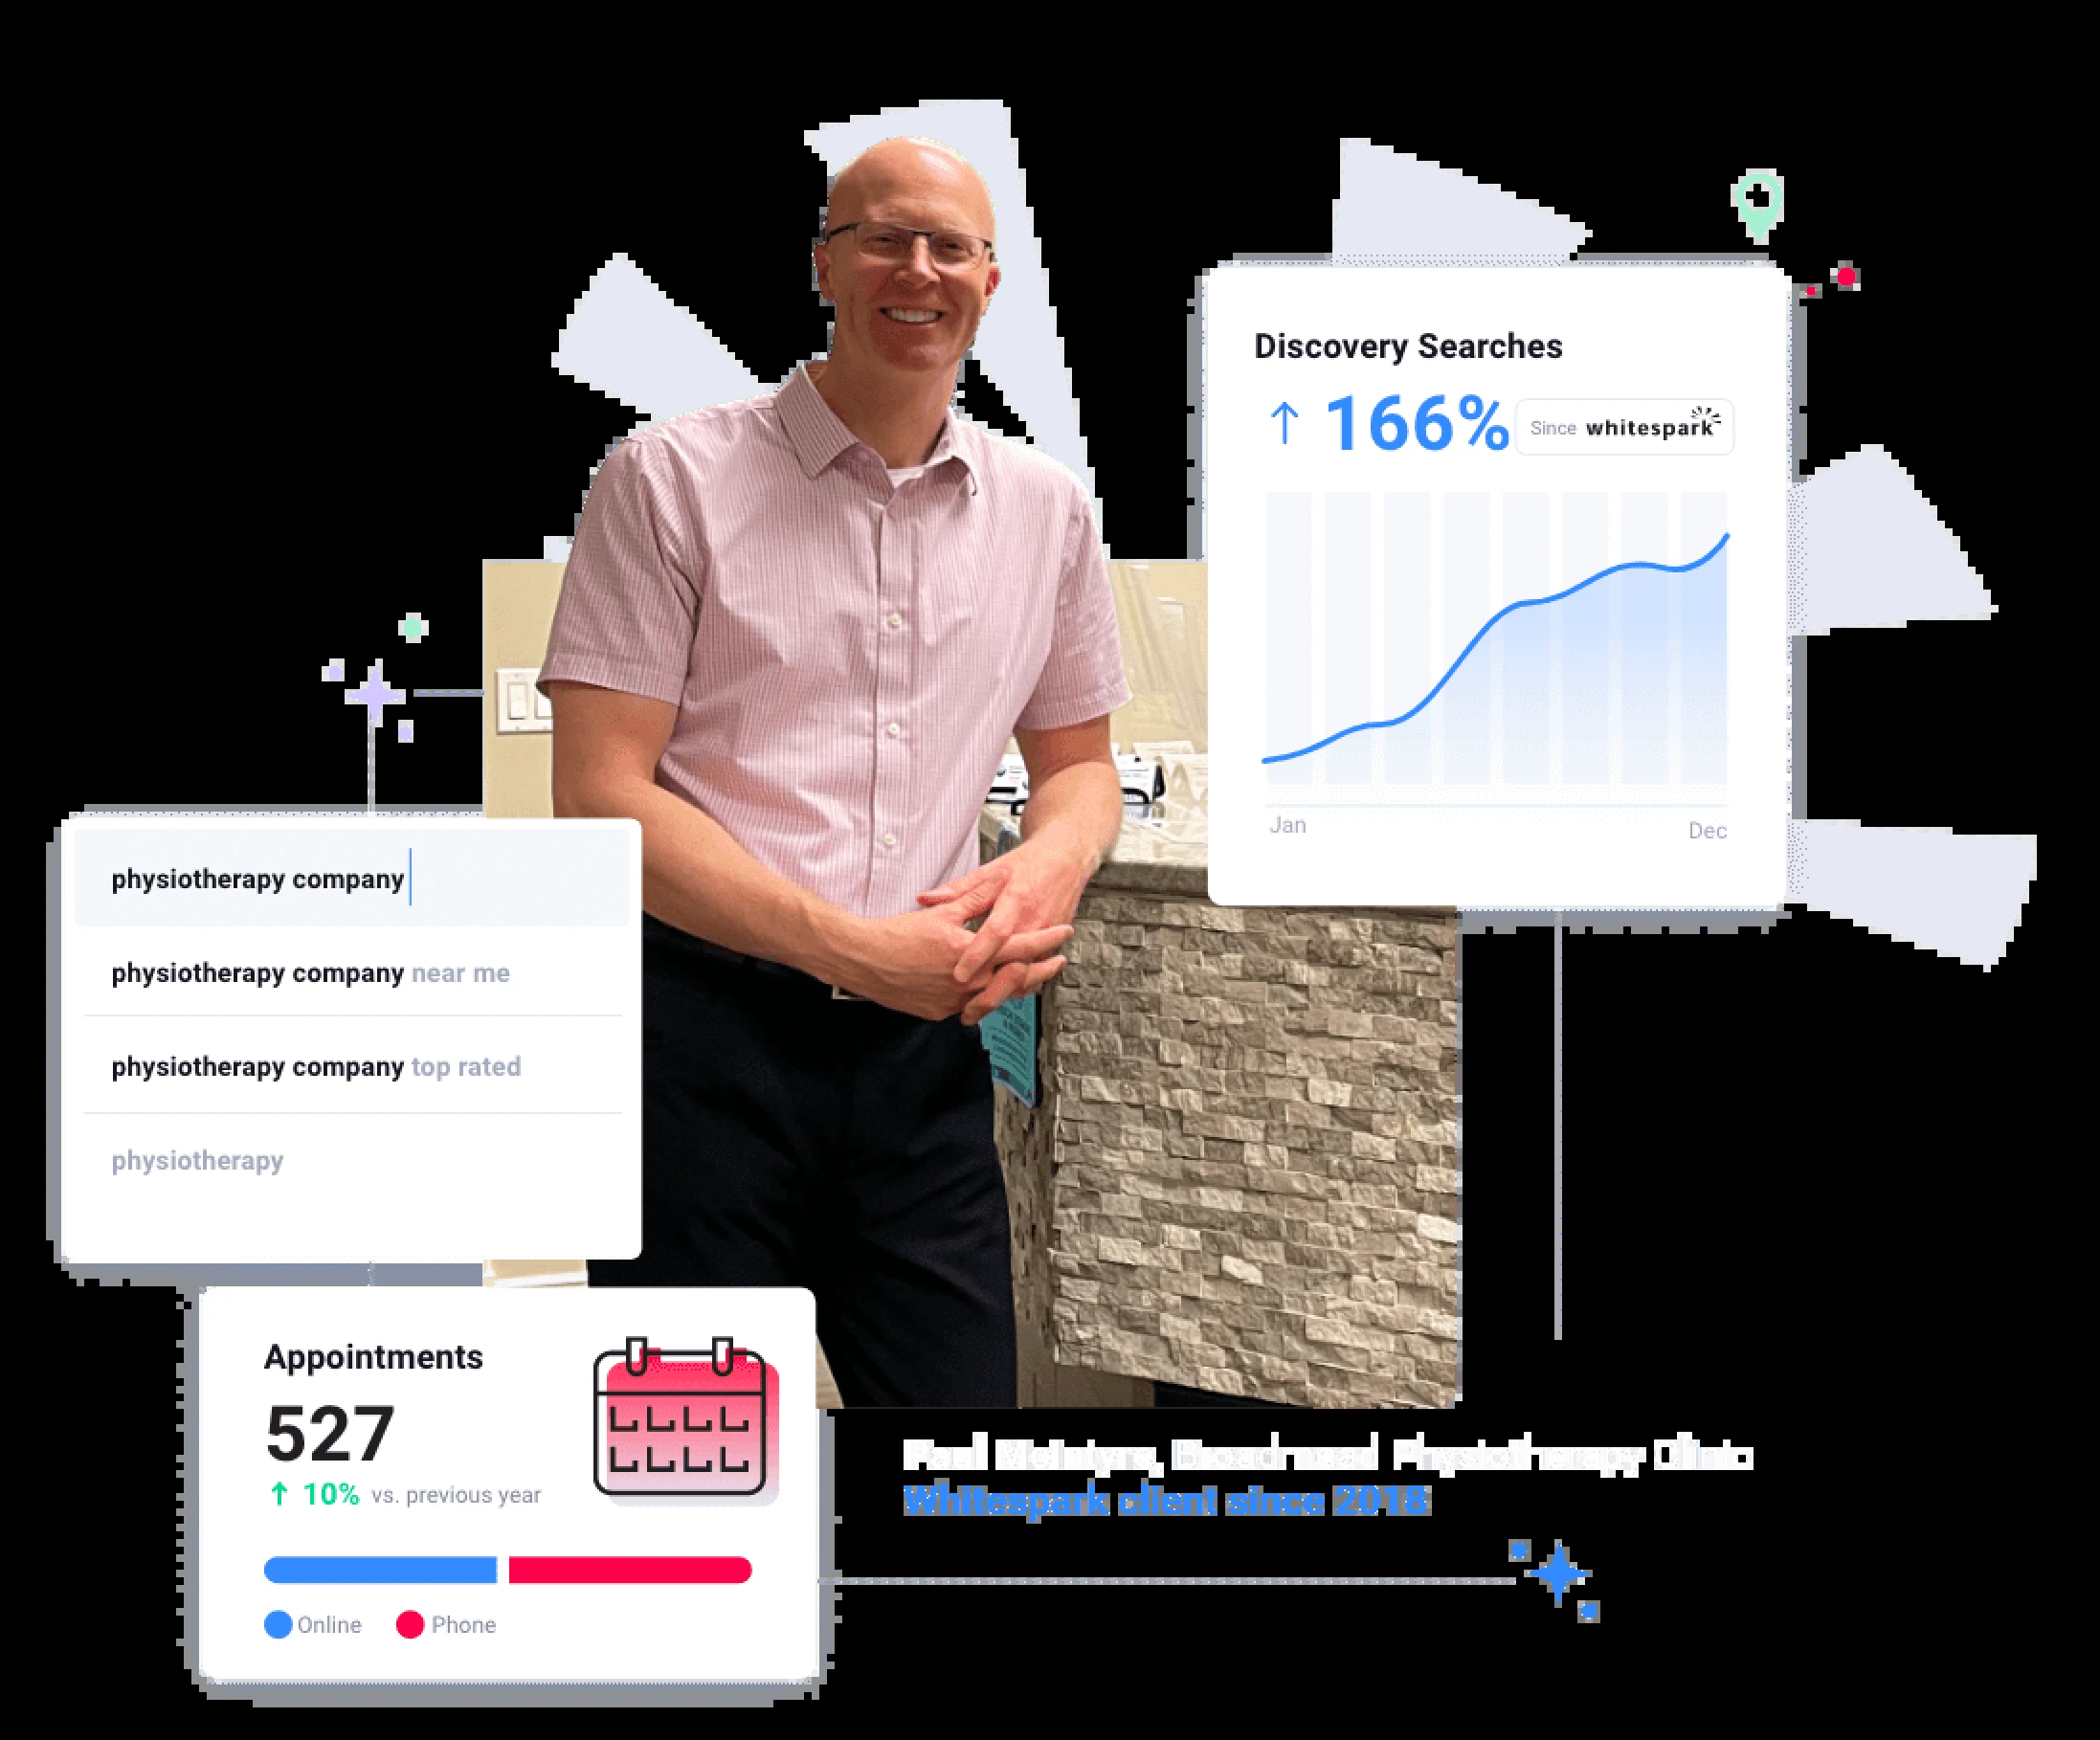 Discovery Searches
↑ 166% Since whitespark
Jan Dec
physiotherapy company
physiotherapy company near me
physiotherapy company top rated
physiotherapy
Appointments
527
↑ 10% vs. previous year
Online Phone
Paul McIntyre, Physiotherapy Clinic
Whitespark client since 2018